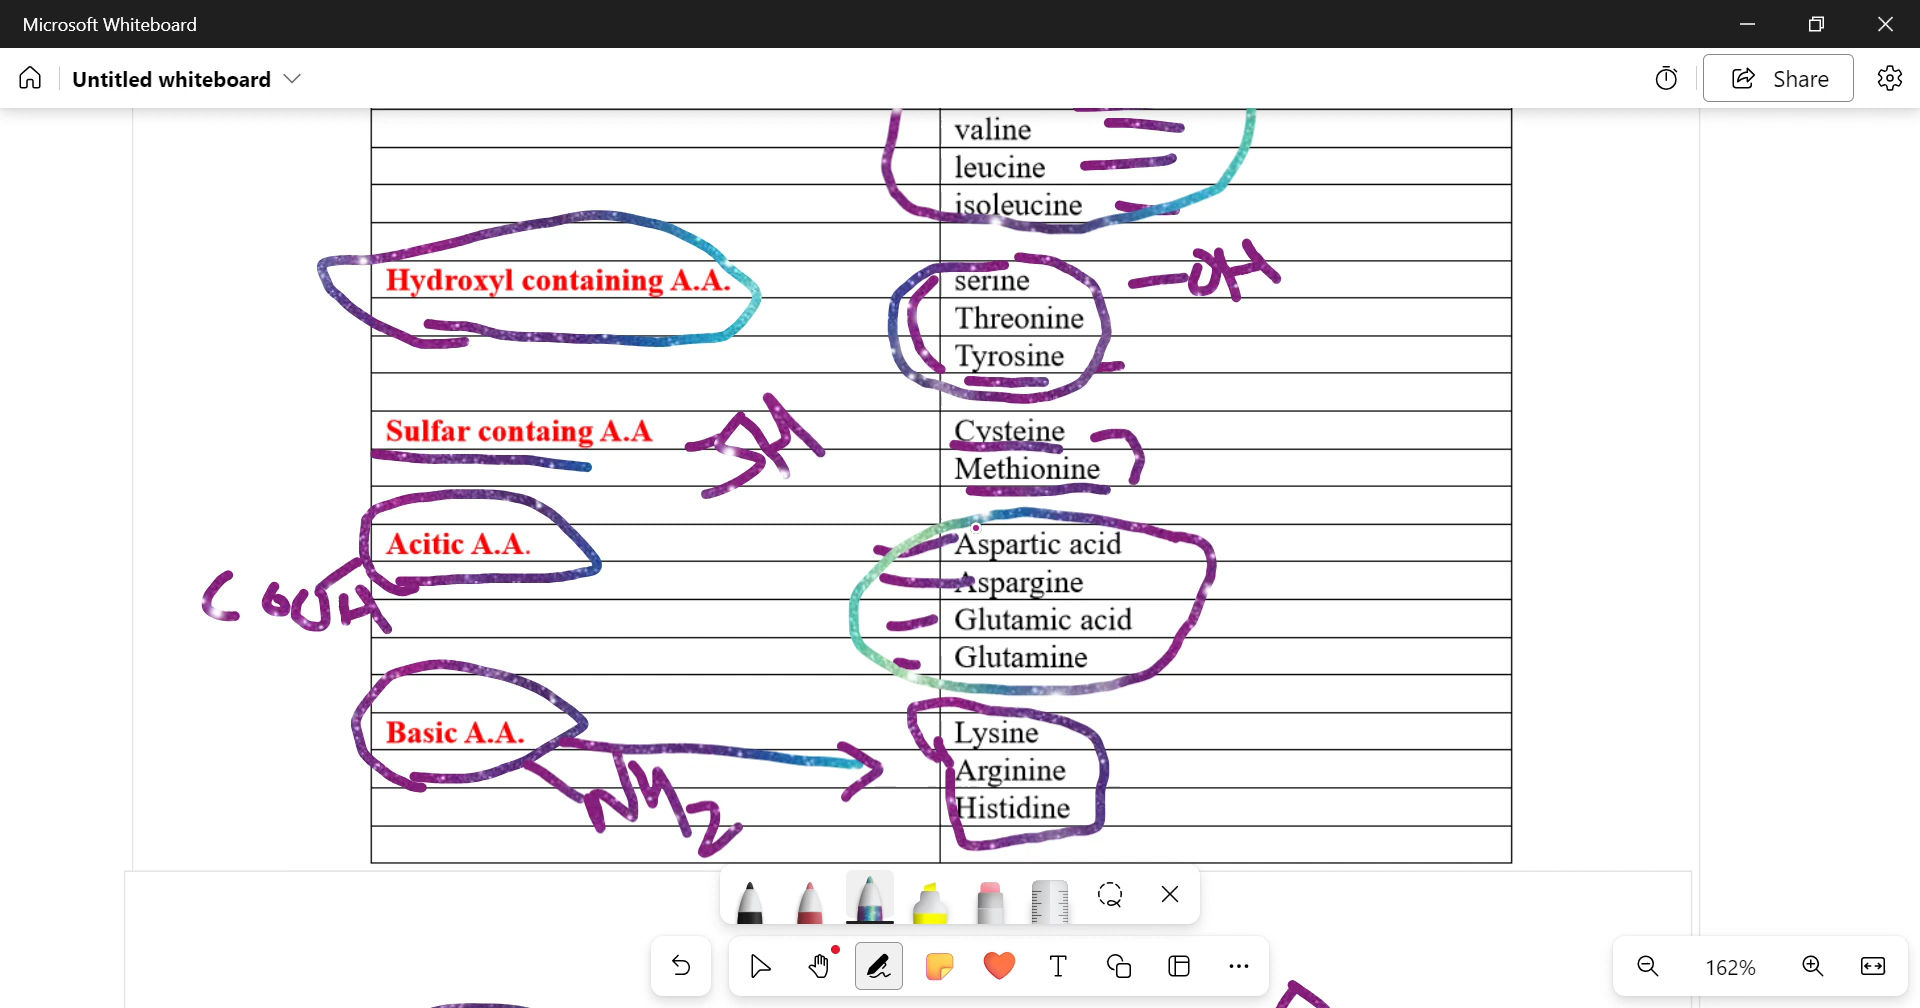 Microsoft Whiteboard
Untitled whiteboard
Share
valine
leucine
isoleucine
Hydroxyl containing A.A.
serine
-OH
Threonine
Tyrosine
Sulfar containg A.A
SH
Cysteine
Methionine
Acitic A.A.
COOH
Aspartic acid
Aspargine
Glutamic acid
Glutamine
Basic A.A.
NH2
Lysine
Arginine
Histidine
162%